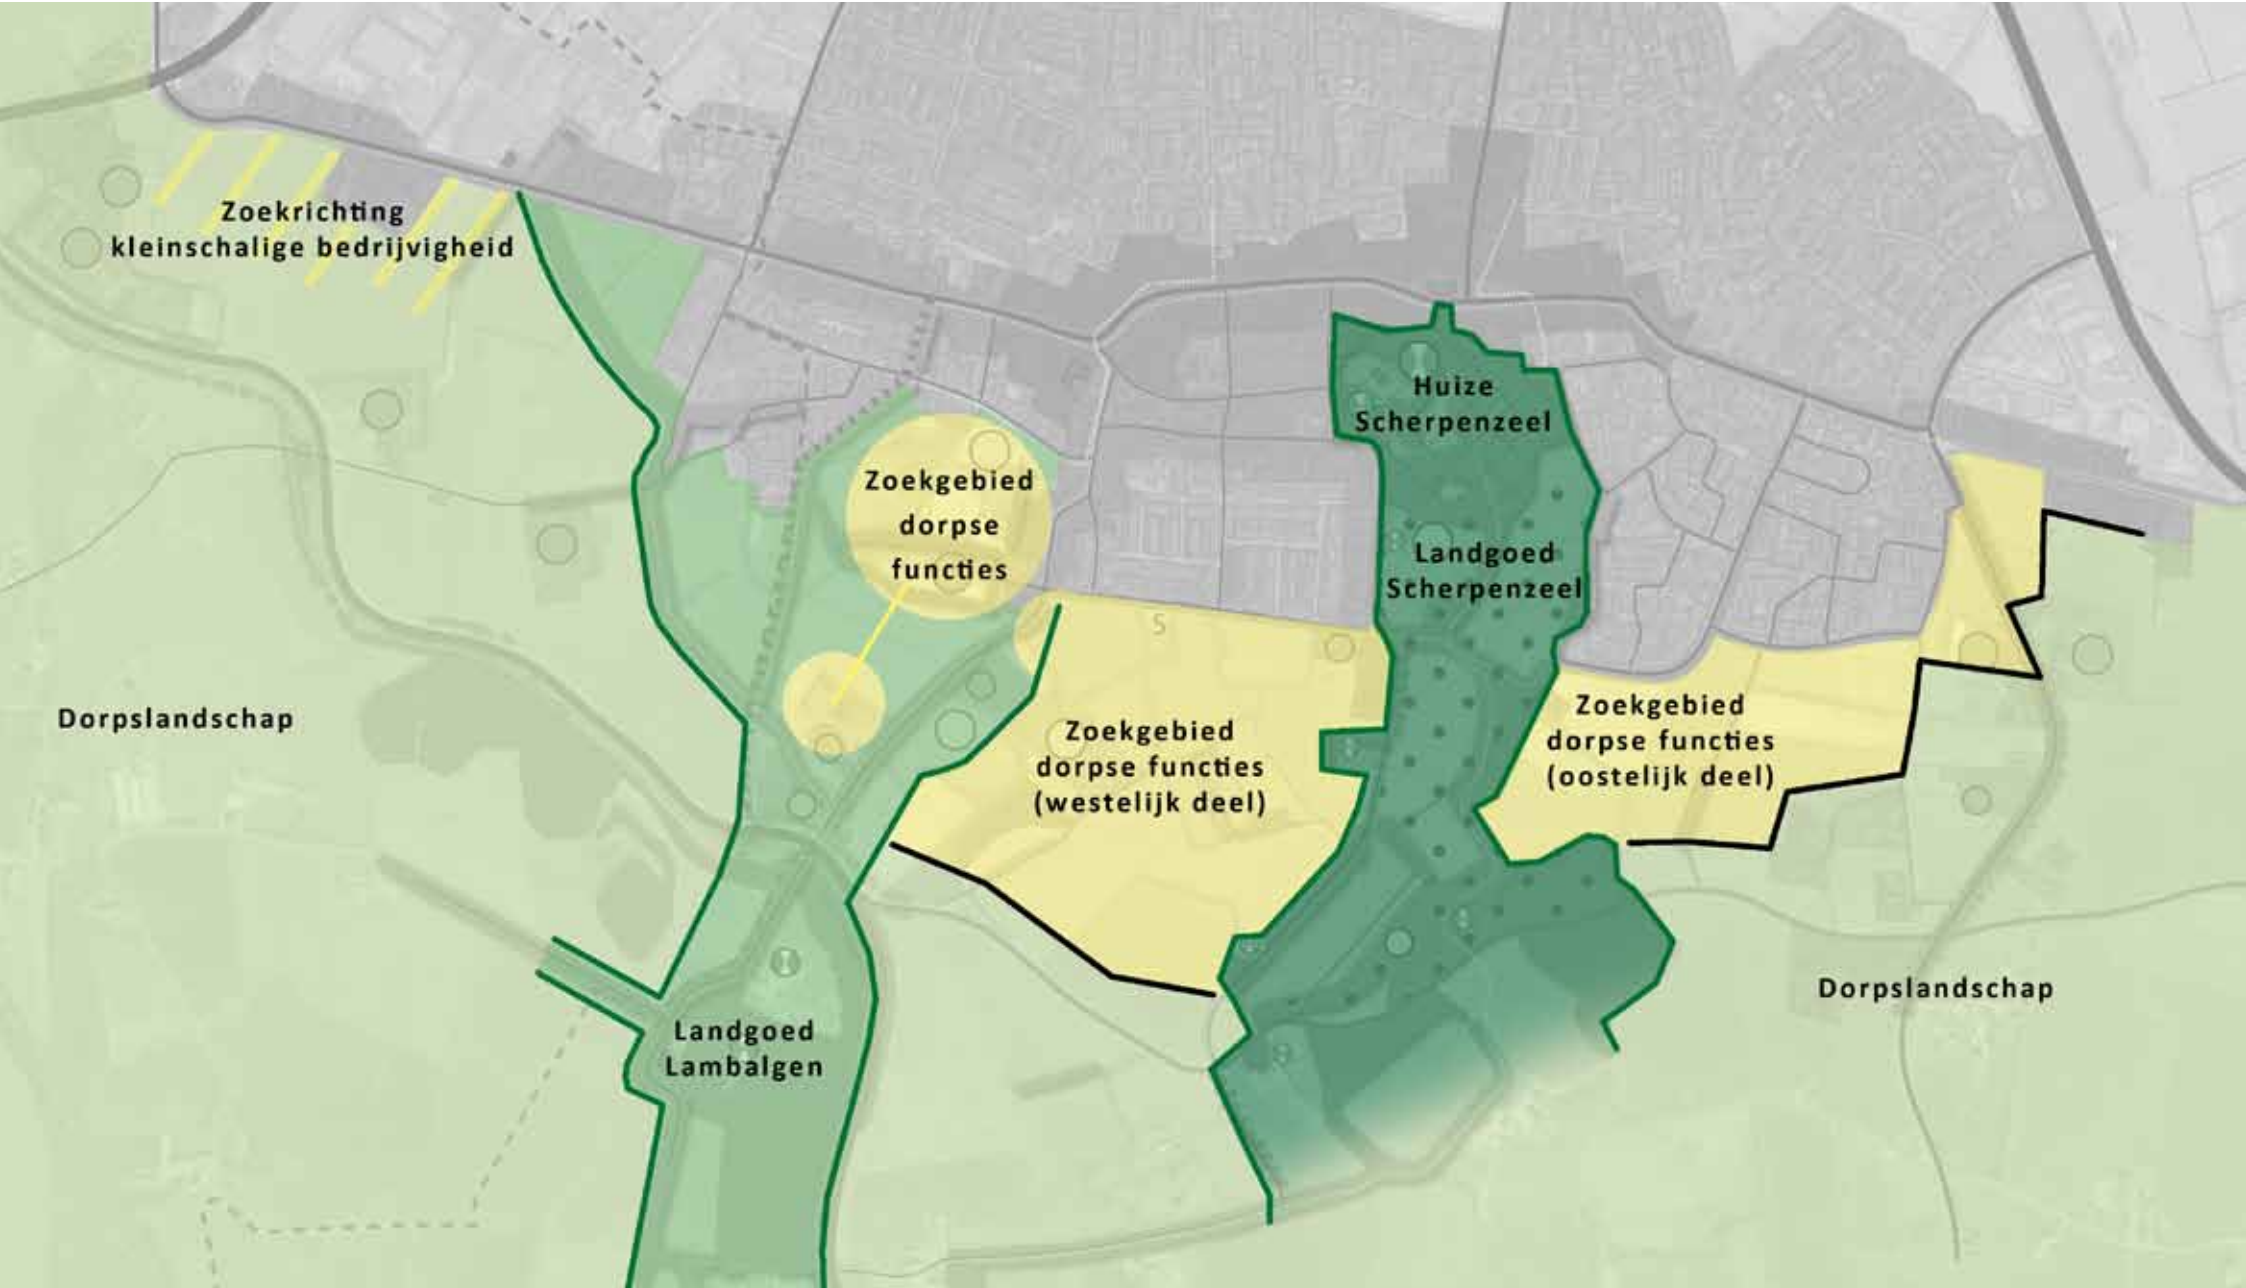 Zoekrichting
kleinschalige bedrijvigheid
Huize
Scherpenzeel
Zoekgebied
dorpse
functies
Landgoed
Scherpenzeel
Dorpslandschap
Zoekgebied
dorpse functies
(westelijk deel)
Zoekgebied
dorpse functies
(oostelijk deel)
Dorpslandschap
Landgoed
Lambalgen